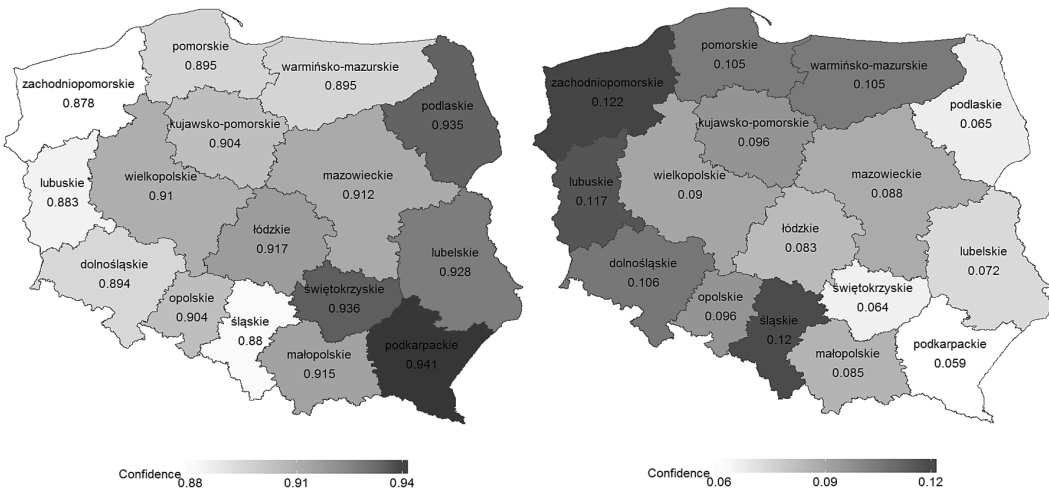 pomorskie
0.895
warmińsko-mazurskie
0.895
zachodniopomorskie
0.878
podlaskie
0.935
kujawsko-pomorskie
0.904
lubuskie
0.883
wielkopolskie
0.91
mazowieckie
0.912
łódzkie
0.917
lubelskie
0.928
dolnośląskie
0.894
opolskie
0.904
śląskie
0.88
świętokrzyskie
0.936
małopolskie
0.915
podkarpackie
0.941
Confidence
0.88 0.91 0.94
pomorskie
0.105
warmińsko-mazurskie
0.105
zachodniopomorskie
0.122
podlaskie
0.065
kujawsko-pomorskie
0.096
lubuskie
0.117
wielkopolskie
0.09
mazowieckie
0.088
łódzkie
0.083
lubelskie
0.072
dolnośląskie
0.106
opolskie
0.096
śląskie
0.12
świętokrzyskie
0.064
małopolskie
0.085
podkarpackie
0.059
Confidence
0.06 0.09 0.12